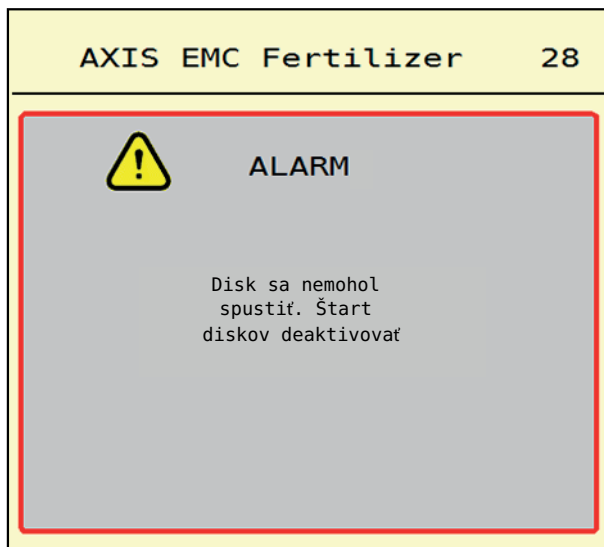 AXIS EMC Fertilizer 28
ALARM
Disk sa nemohol
spustiť. Štart
diskov deaktivovať